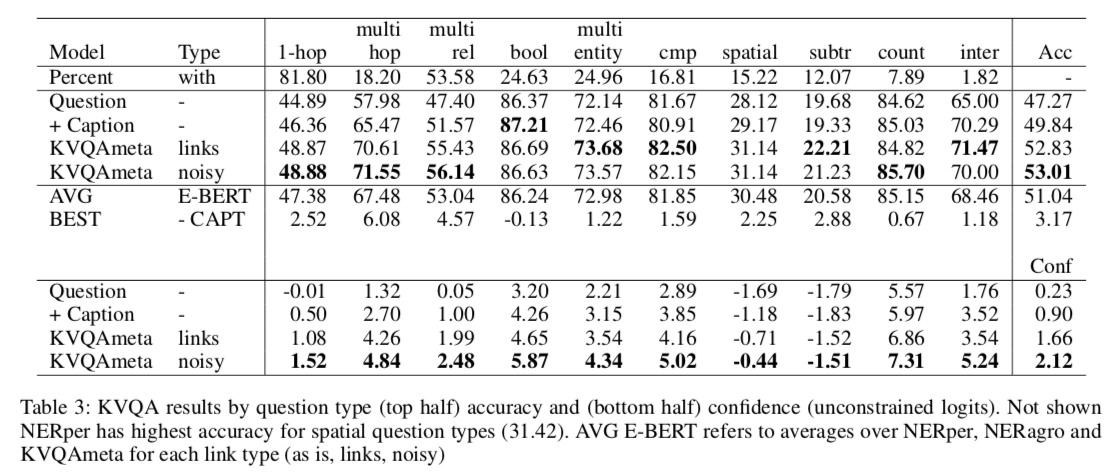 multi multi multi
Model Type 1-hop hop rel bool entity cmp spatial subtr count inter Acc
Percent with 81.80 18.20 53.58 24.63 24.96 16.81 15.22 12.07 7.89 1.82 -
Question - 44.89 57.98 47.40 86.37 72.14 81.67 28.12 19.68 84.62 65.00 47.27
+ Caption - 46.36 65.47 51.57 87.21 72.46 80.91 29.17 19.33 85.03 70.29 49.84
KVQAmeta links 48.87 70.61 55.43 86.69 73.68 82.50 31.14 22.21 84.82 71.47 52.83
KVQAmeta noisy 48.88 71.55 56.14 86.63 73.57 82.15 31.14 21.23 85.70 70.00 53.01
AVG E-BERT 47.38 67.48 53.04 86.24 72.98 81.85 30.48 20.58 85.15 68.46 51.04
BEST - CAPT 2.52 6.08 4.57 -0.13 1.22 1.59 2.25 2.88 0.67 1.18 3.17
Conf
Question - -0.01 1.32 0.05 3.20 2.21 2.89 -1.69 -1.79 5.57 1.76 0.23
+ Caption - 0.50 2.70 1.00 4.26 3.15 3.85 -1.18 -1.83 5.97 3.52 0.90
KVQAmeta links 1.08 4.26 1.99 4.65 3.54 4.16 -0.71 -1.52 6.86 3.54 1.66
KVQAmeta noisy 1.52 4.84 2.48 5.87 4.34 5.02 -0.44 -1.51 7.31 5.24 2.12
Table 3: KVQA results by question type (top half) accuracy and (bottom half) confidence (unconstrained logits). Not shown
NERper has highest accuracy for spatial question types (31.42). AVG E-BERT refers to averages over NERper, NERagro and
KVQAmeta for each link type (as is, links, noisy)